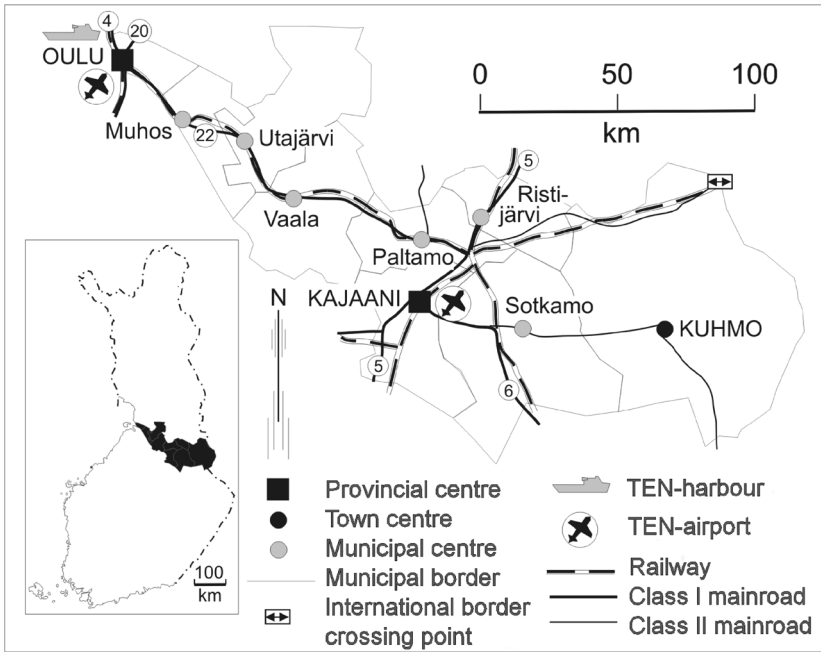 4
20
OULU
0
50
100
km
Muhos
22
Utajärvi
5
Risti-
järvi
Vaala
Paltamo
N
KAJAANI
Sotkamo
KUHMO
5
6
100
km
Provincial centre
Town centre
Municipal centre
Municipal border
International border
crossing point
TEN-harbour
TEN-airport
Railway
Class I mainroad
Class II mainroad